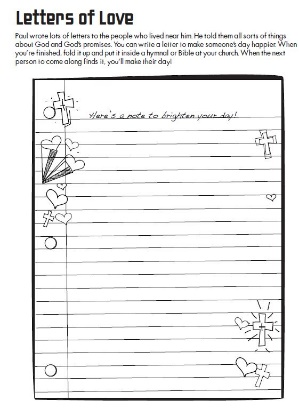 Letters of Love
Paul wrote lots of letters to the people who lived near him. He told them all sorts of things
about God and God's promises. You can write a letter to make someone's day happier. When
you're finished, fold it up and put it inside a hymnal or Bible at your church. When the next
person to come along finds it, you'll make their day!
Here's a note to brighten your day!